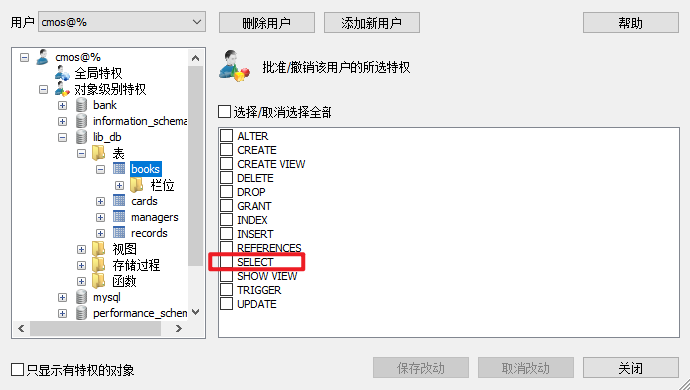 用户 cmos@% 删除用户 添加新用户 帮助
cmos@%
全局特权
对象级别特权
bank
information_schema
lib_db
表
books
栏位
cards
managers
records
视图
存储过程
函数
mysql
performance_schem
批准/撤销该用户的所选特权
选择/取消选择全部
ALTER
CREATE
CREATE VIEW
DELETE
DROP
GRANT
INDEX
INSERT
REFERENCES
SELECT
SHOW VIEW
TRIGGER
UPDATE
只显示有特权的对象 保存改动 取消改动 关闭